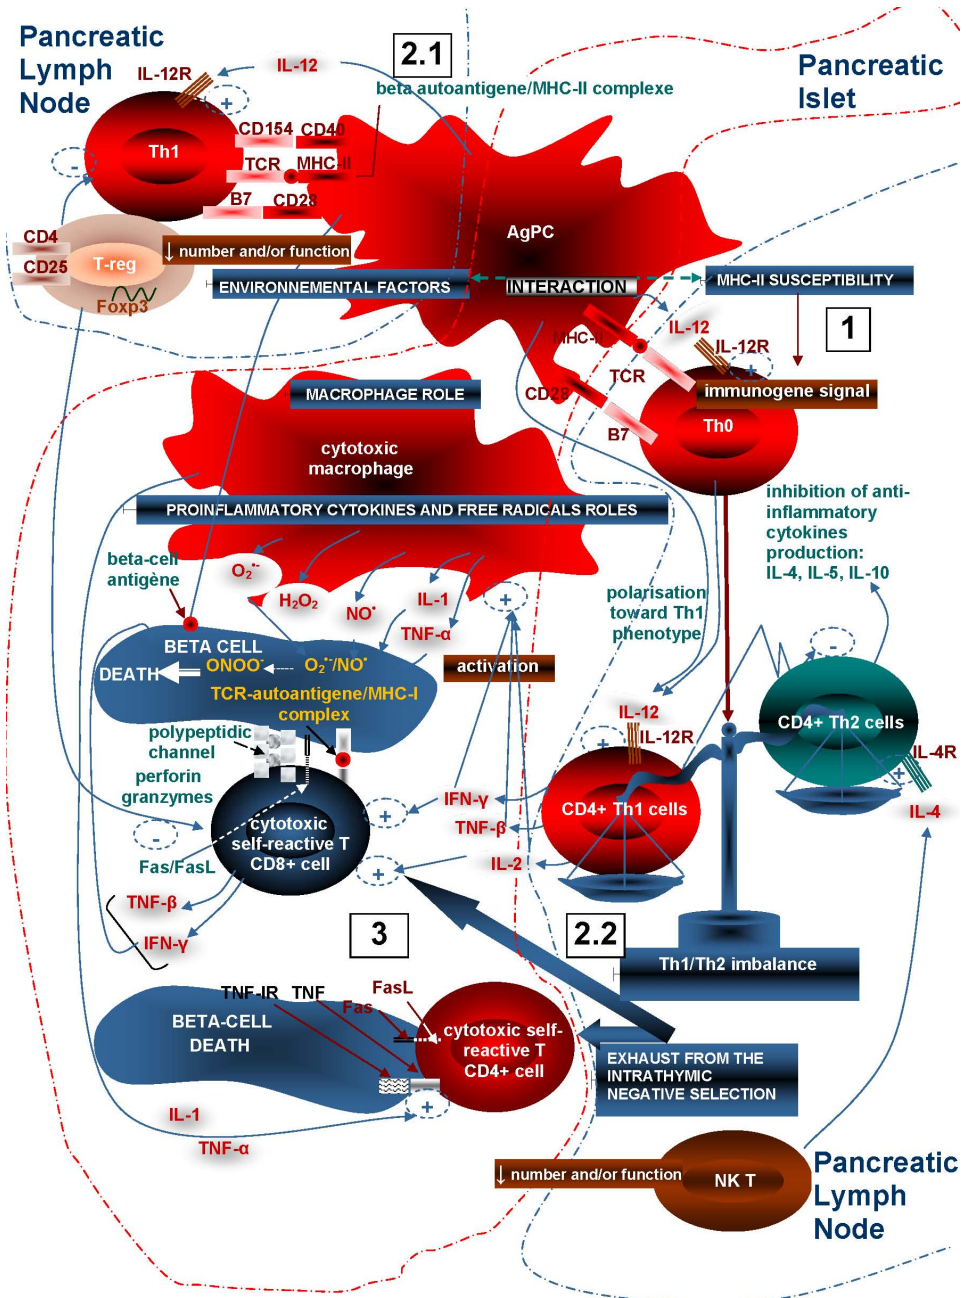 Pancreatic
Lymph
Node
2.1
Pancreatic
Islet
IL-12R
IL-12
beta autoantigene/MHC-II complexe
+
CD154
CD40
Th1
-
TCR
MHC-II
B7
CD28
AgPC
CD4
CD25
T-reg
Foxp3
↓ number and/or function
ENVIRONNEMENTAL FACTORS
INTERACTION
MHC-II SUSCEPTIBILITY
1
IL-12
MHC-II
IL-12R
+
TCR
CD28
immunogene signal
B7
Th0
MACROPHAGE ROLE
cytotoxic
macrophage
PROINFLAMMATORY CYTOKINES AND FREE RADICALS ROLES
inhibition of anti-
inflammatory
cytokines
production:
IL-4, IL-5, IL-10
beta-cell
antigène
O2•-
H2O2
NO•
IL-1
TNF-α
+
polarisation
toward Th1
phenotype
BETA CELL
DEATH
ONOO-
O2•-/NO•
activation
-
TCR-autoantigene/MHC-I
complex
IL-12
CD4+ Th2 cells
polypeptidic
channel
+
IL-12R
IL-4R
+
perforin
granzymes
IFN-γ
CD4+ Th1 cells
IL-4
-
cytotoxic
self-reactive T
CD8+ cell
+
TNF-β
Fas/FasL
+
IL-2
TNF-β
IFN-γ
3
2.2
Th1/Th2 imbalance
TNF-IR
TNF
FasL
Fas
BETA-CELL
DEATH
cytotoxic self-
reactive T
CD4+ cell
EXHAUST FROM THE
INTRATHYMIC
NEGATIVE SELECTION
+
IL-1
TNF-α
↓ number and/or function
NK T
Pancreatic
Lymph
Node